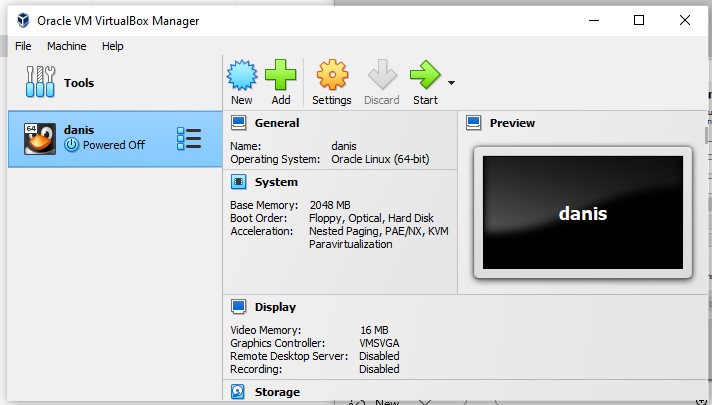 Oracle VM VirtualBox Manager
File Machine Help
Tools
64
danis
Powered Off
New Add Settings Discard Start
General
Name: danis
Operating System: Oracle Linux (64-bit)
System
Base Memory: 2048 MB
Boot Order: Floppy, Optical, Hard Disk
Acceleration: Nested Paging, PAE/NX, KVM
Paravirtualization
Preview
danis
Display
Video Memory: 16 MB
Graphics Controller: VMSVGA
Remote Desktop Server: Disabled
Recording: Disabled
Storage
New